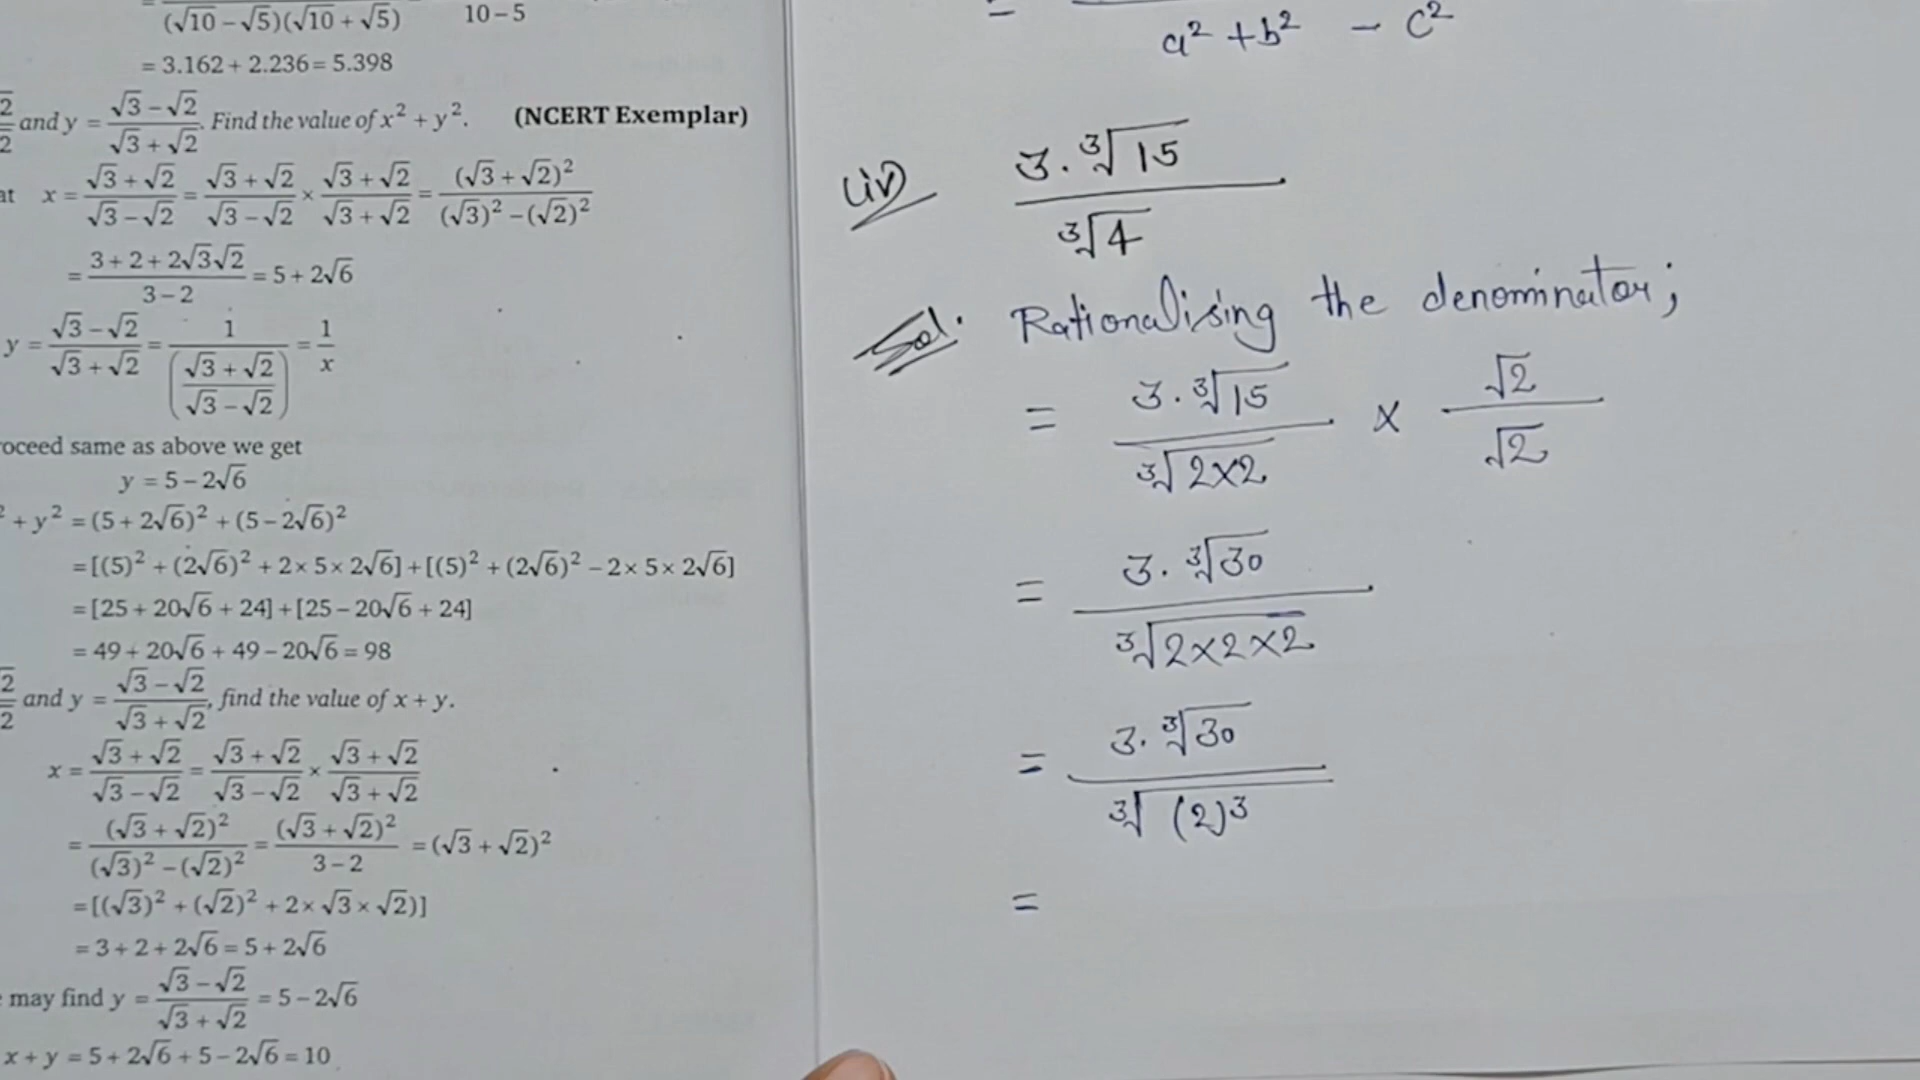 (√10 − √5)(√10 + √5) 10 − 5
= 3.162 + 2.236 = 5.398
2/2 and y = (√3 − √2)/(√3 + √2). Find the value of x² + y². (NCERT Exemplar)
at x = (√3 + √2)/(√3 − √2) = (√3 + √2)/(√3 − √2) × (√3 + √2)/(√3 + √2) = (√3 + √2)²/((√3)² − (√2)²)
= (3 + 2 + 2√3√2)/(3 − 2) = 5 + 2√6
y = (√3 − √2)/(√3 + √2) = 1/((√3 + √2)/(√3 − √2)) = 1/x
roceed same as above we get
y = 5 − 2√6
² + y² = (5 + 2√6)² + (5 − 2√6)²
= [(5)² + (2√6)² + 2 × 5 × 2√6] + [(5)² + (2√6)² − 2 × 5 × 2√6]
= [25 + 20√6 + 24] + [25 − 20√6 + 24]
= 49 + 20√6 + 49 − 20√6 = 98
2/2 and y = (√3 − √2)/(√3 + √2), find the value of x + y.
x = (√3 + √2)/(√3 − √2) = (√3 + √2)/(√3 − √2) × (√3 + √2)/(√3 + √2)
= (√3 + √2)²/((√3)² − (√2)²) = (√3 + √2)²/(3 − 2) = (√3 + √2)²
= [(√3)² + (√2)² + 2 × √3 × √2)]
= 3 + 2 + 2√6 = 5 + 2√6
may find y = (√3 − √2)/(√3 + √2) = 5 − 2√6
x + y = 5 + 2√6 + 5 − 2√6 = 10
= a² + b² − c²
(iv) 3.∛15/∛4
Sol. Rationalising the denominator;
= 3.∛15/∛(2×2) × √2/√2
= 3.∛30/∛(2×2×2)
= 3.∛30/∛(2)³
=